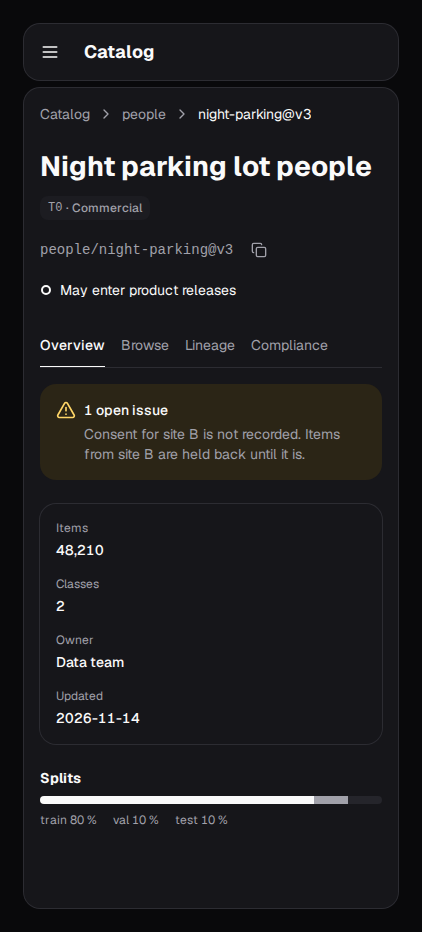 Catalog
Catalog > people > night-parking@v3
Night parking lot people
T0 · Commercial
people/night-parking@v3
May enter product releases
Overview Browse Lineage Compliance
1 open issue
Consent for site B is not recorded. Items
from site B are held back until it is.
Items
48,210
Classes
2
Owner
Data team
Updated
2026-11-14
Splits
train 80 % val 10 % test 10 %